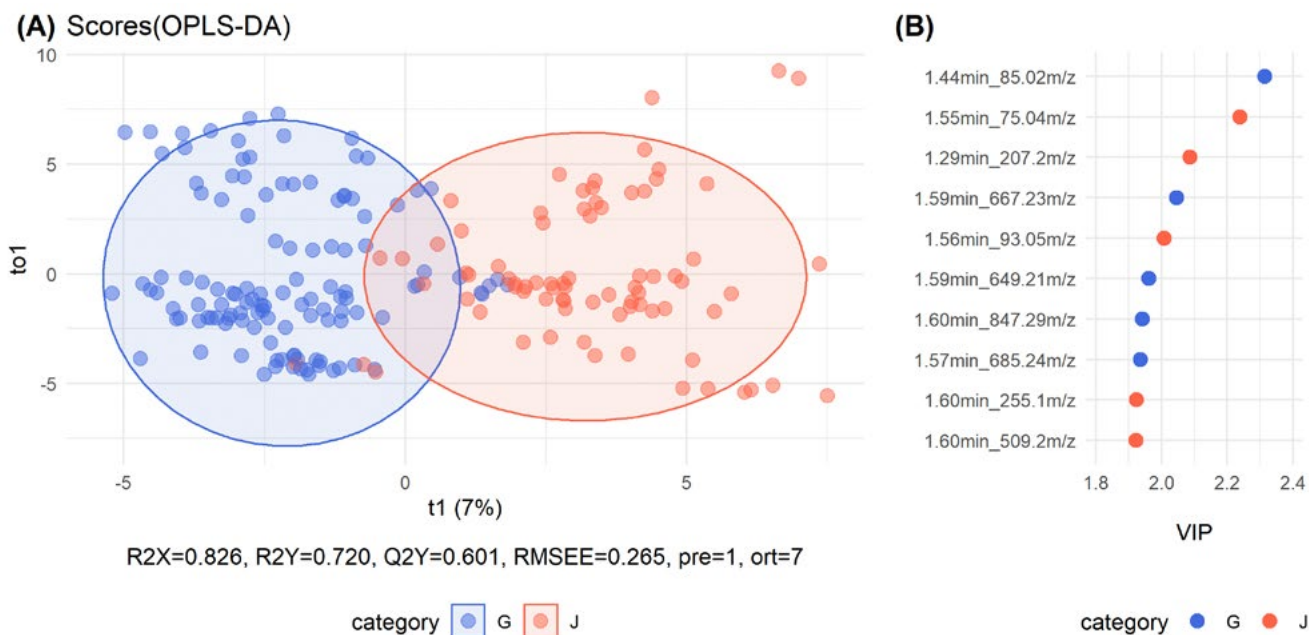 (A) Scores(OPLS-DA)
10
5
0
-5
to1
-5
0
5
t1 (7%)
R2X=0.826, R2Y=0.720, Q2Y=0.601, RMSEE=0.265, pre=1, ort=7
category G J
(B)
1.44min_85.02m/z
1.55min_75.04m/z
1.29min_207.2m/z
1.59min_667.23m/z
1.56min_93.05m/z
1.59min_649.21m/z
1.60min_847.29m/z
1.57min_685.24m/z
1.60min_255.1m/z
1.60min_509.2m/z
1.8 2.0 2.2 2.4
VIP
category G J